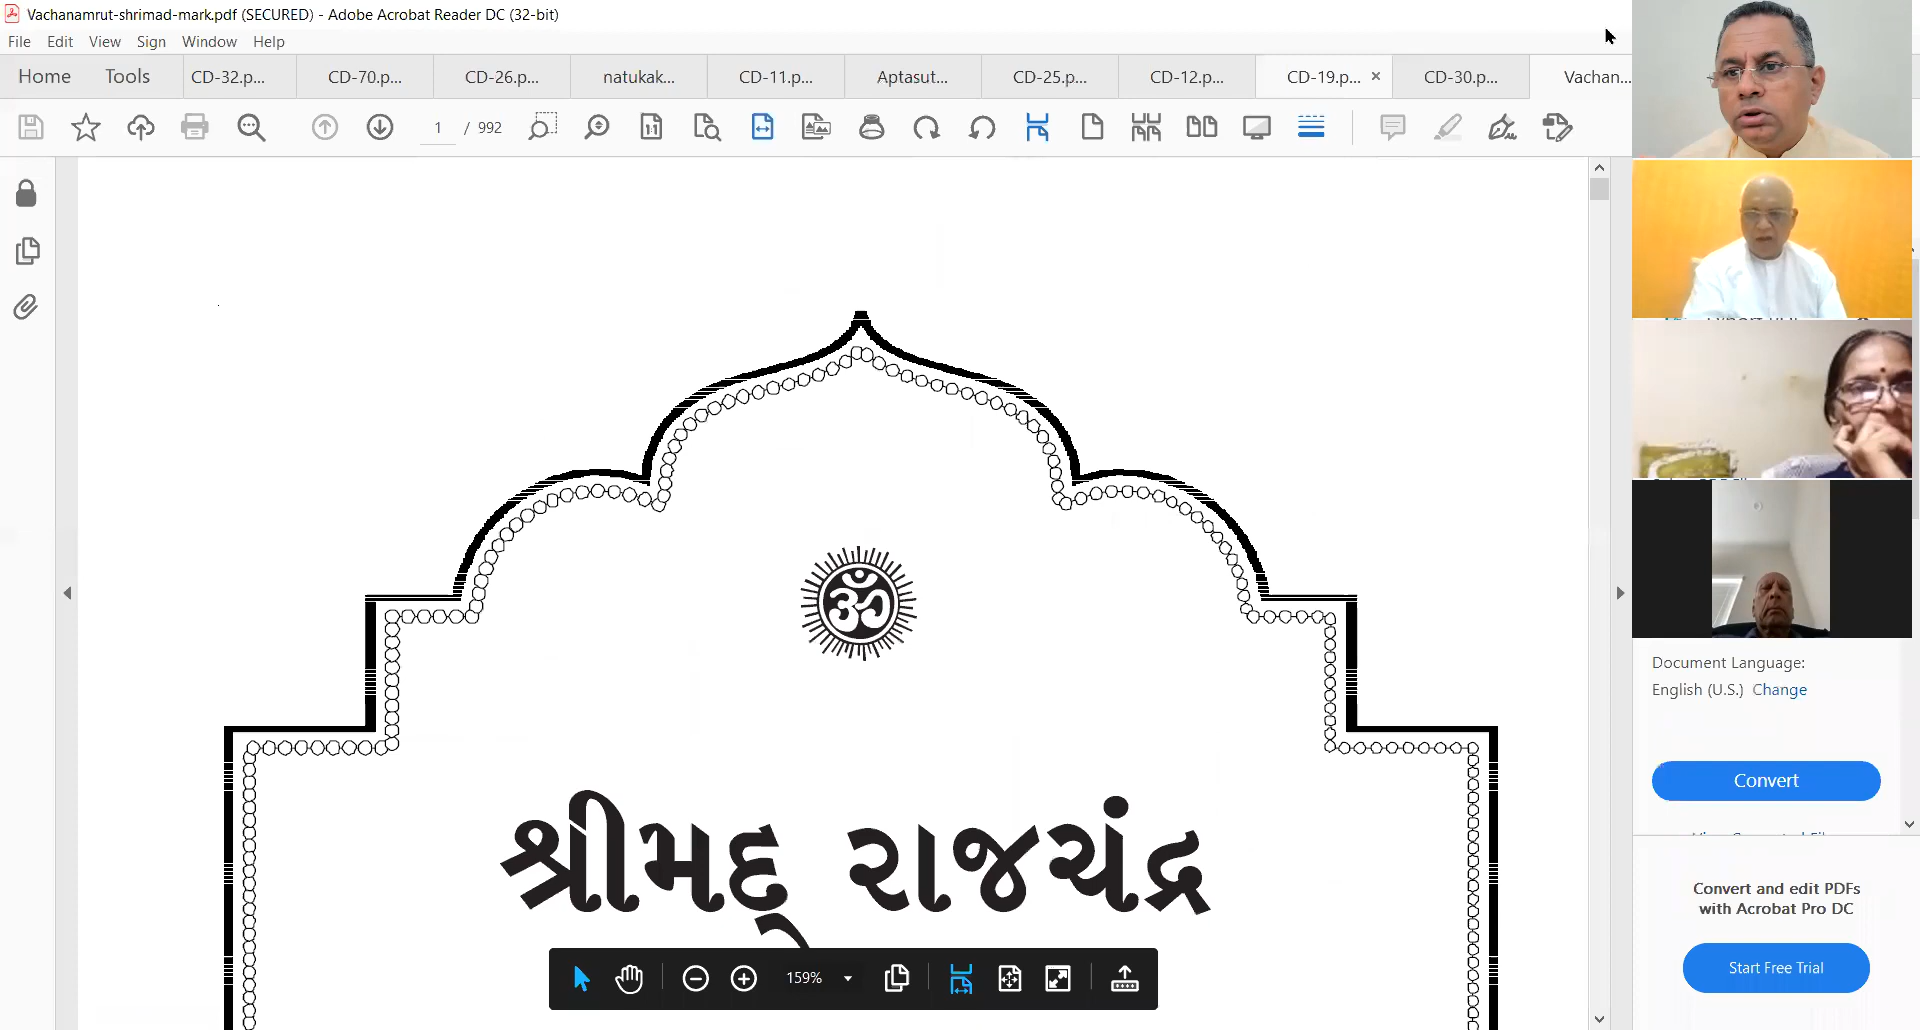 Vachanamrut-shrimad-mark.pdf (SECURED) - Adobe Acrobat Reader DC (32-bit)
File Edit View Sign Window Help
Home Tools CD-32.p... CD-70.p... CD-26.p... natukak... CD-11.p... Aptasut... CD-25.p... CD-12.p... CD-19.p... × CD-30.p... Vachan...
1 / 992
ૐ
શ્રીમદ્ રાજચંદ્ર
159%
Document Language:
English (U.S.) Change
Convert
Convert and edit PDFs
with Acrobat Pro DC
Start Free Trial